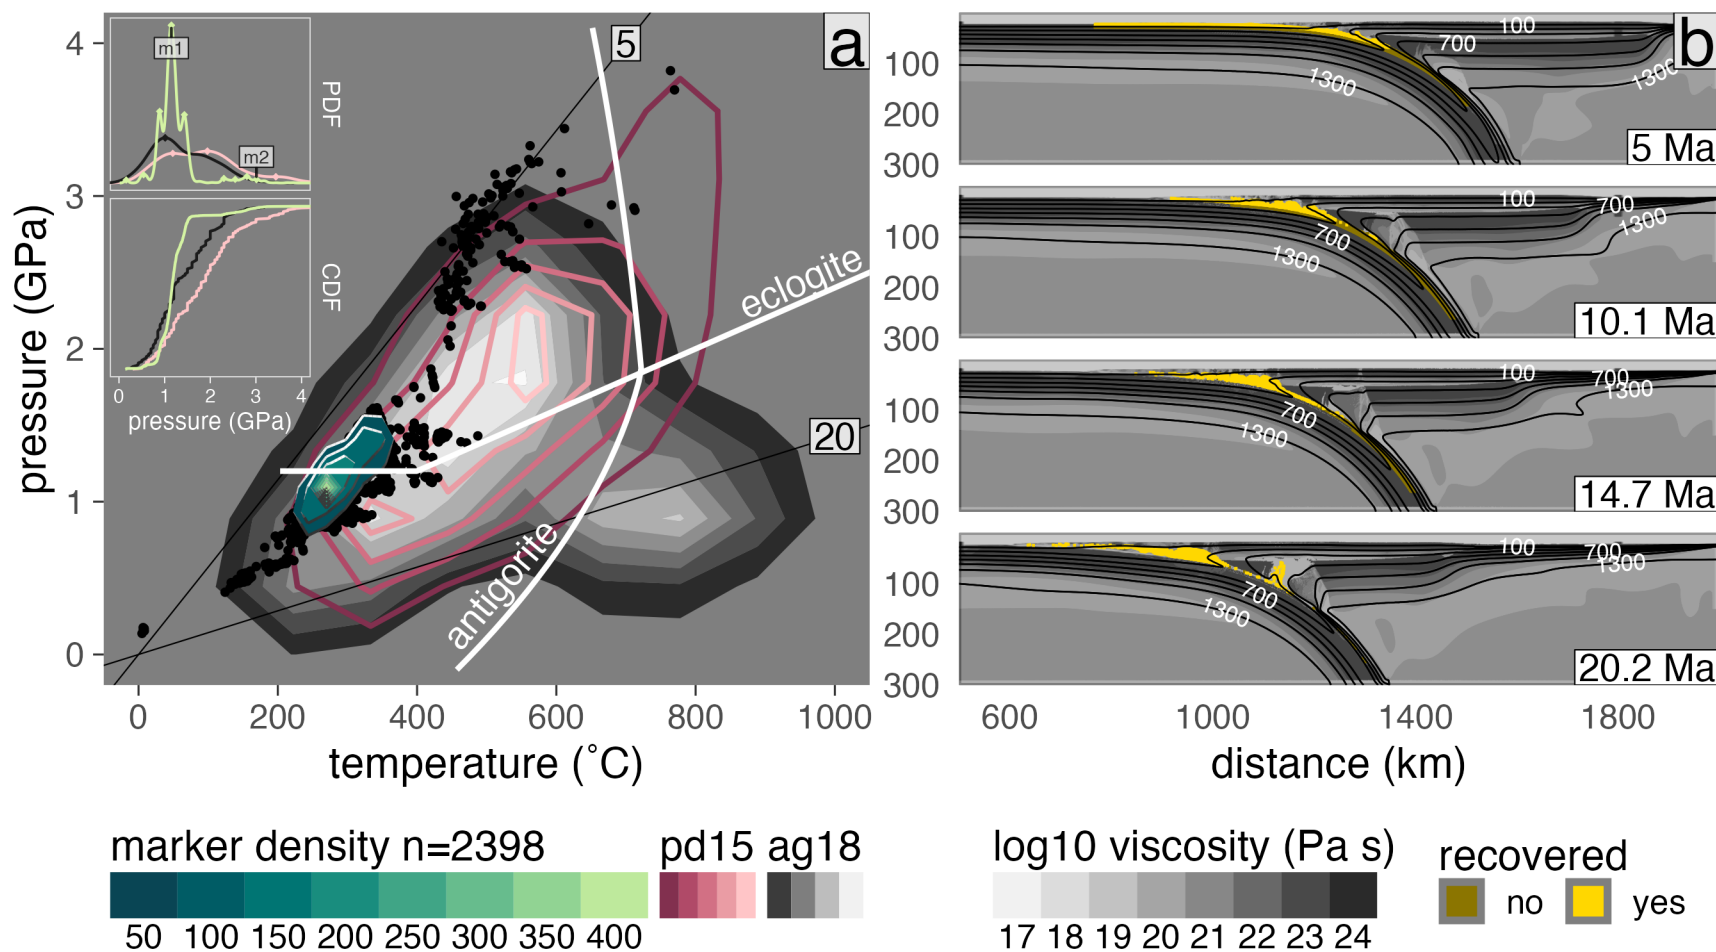 a
4
3
2
1
0
pressure (GPa)
0
200
400
600
800
1000
temperature (˚C)
5
20
eclogite
antigorite
m1
m2
PDF
CDF
0
1
2
3
4
pressure (GPa)
b
100
200
300
100
700
1300
1300
5 Ma
100
200
300
100
700
1300
700
1300
10.1 Ma
100
200
300
100
700
1300
700
1300
14.7 Ma
100
200
300
100
700
1300
700
1300
20.2 Ma
600
1000
1400
1800
distance (km)
marker density n=2398
50 100 150 200 250 300 350 400
pd15 ag18
log10 viscosity (Pa s)
17 18 19 20 21 22 23 24
recovered
no yes